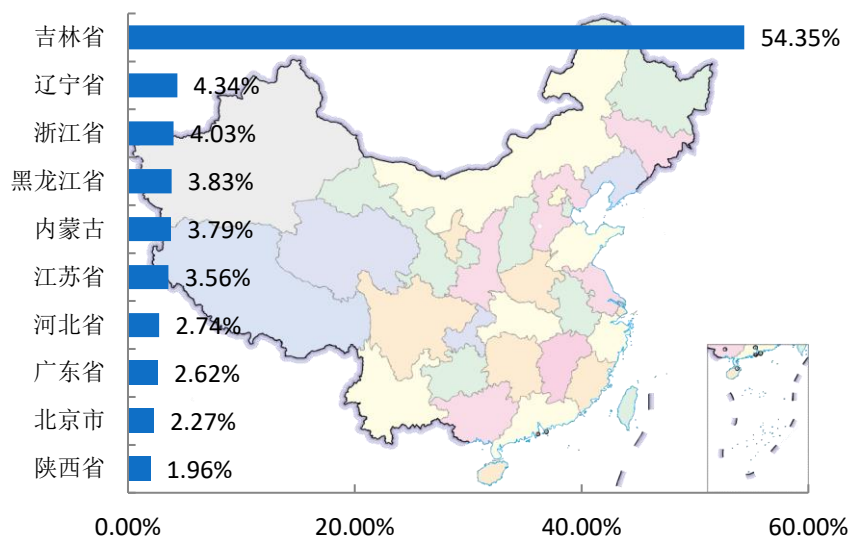 吉林省 54.35%
辽宁省 4.34%
浙江省 4.03%
黑龙江省 3.83%
内蒙古 3.79%
江苏省 3.56%
河北省 2.74%
广东省 2.62%
北京市 2.27%
陕西省 1.96%
0.00% 20.00% 40.00% 60.00%